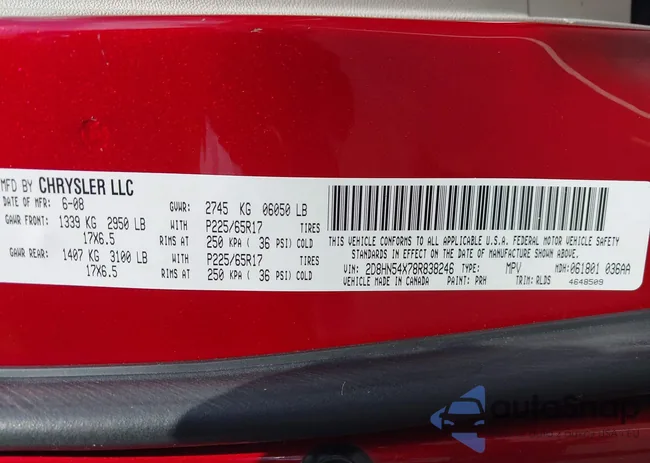 MFD BY CHRYSLER LLC
DATE OF MFR: 6-08 GVWR: 2745 KG 06050 LB
GAWR FRONT: 1339 KG 2950 LB WITH P225/65R17 TIRES
17X6.5 RIMS AT 250 KPA ( 36 PSI) COLD
GAWR REAR: 1407 KG 3100 LB WITH P225/65R17 TIRES
17X6.5 RIMS AT 250 KPA ( 36 PSI) COLD
THIS VEHICLE CONFORMS TO ALL APPLICABLE U.S.A. FEDERAL MOTOR VEHICLE SAFETY
STANDARDS IN EFFECT ON THE DATE OF MANUFACTURE SHOWN ABOVE.
VIN: 2D8HN54X78R838246 TYPE: MPV MDH: 061801 036AA
VEHICLE MADE IN CANADA PAINT: PRH TRIM: RLDS 4648509
autoSnap